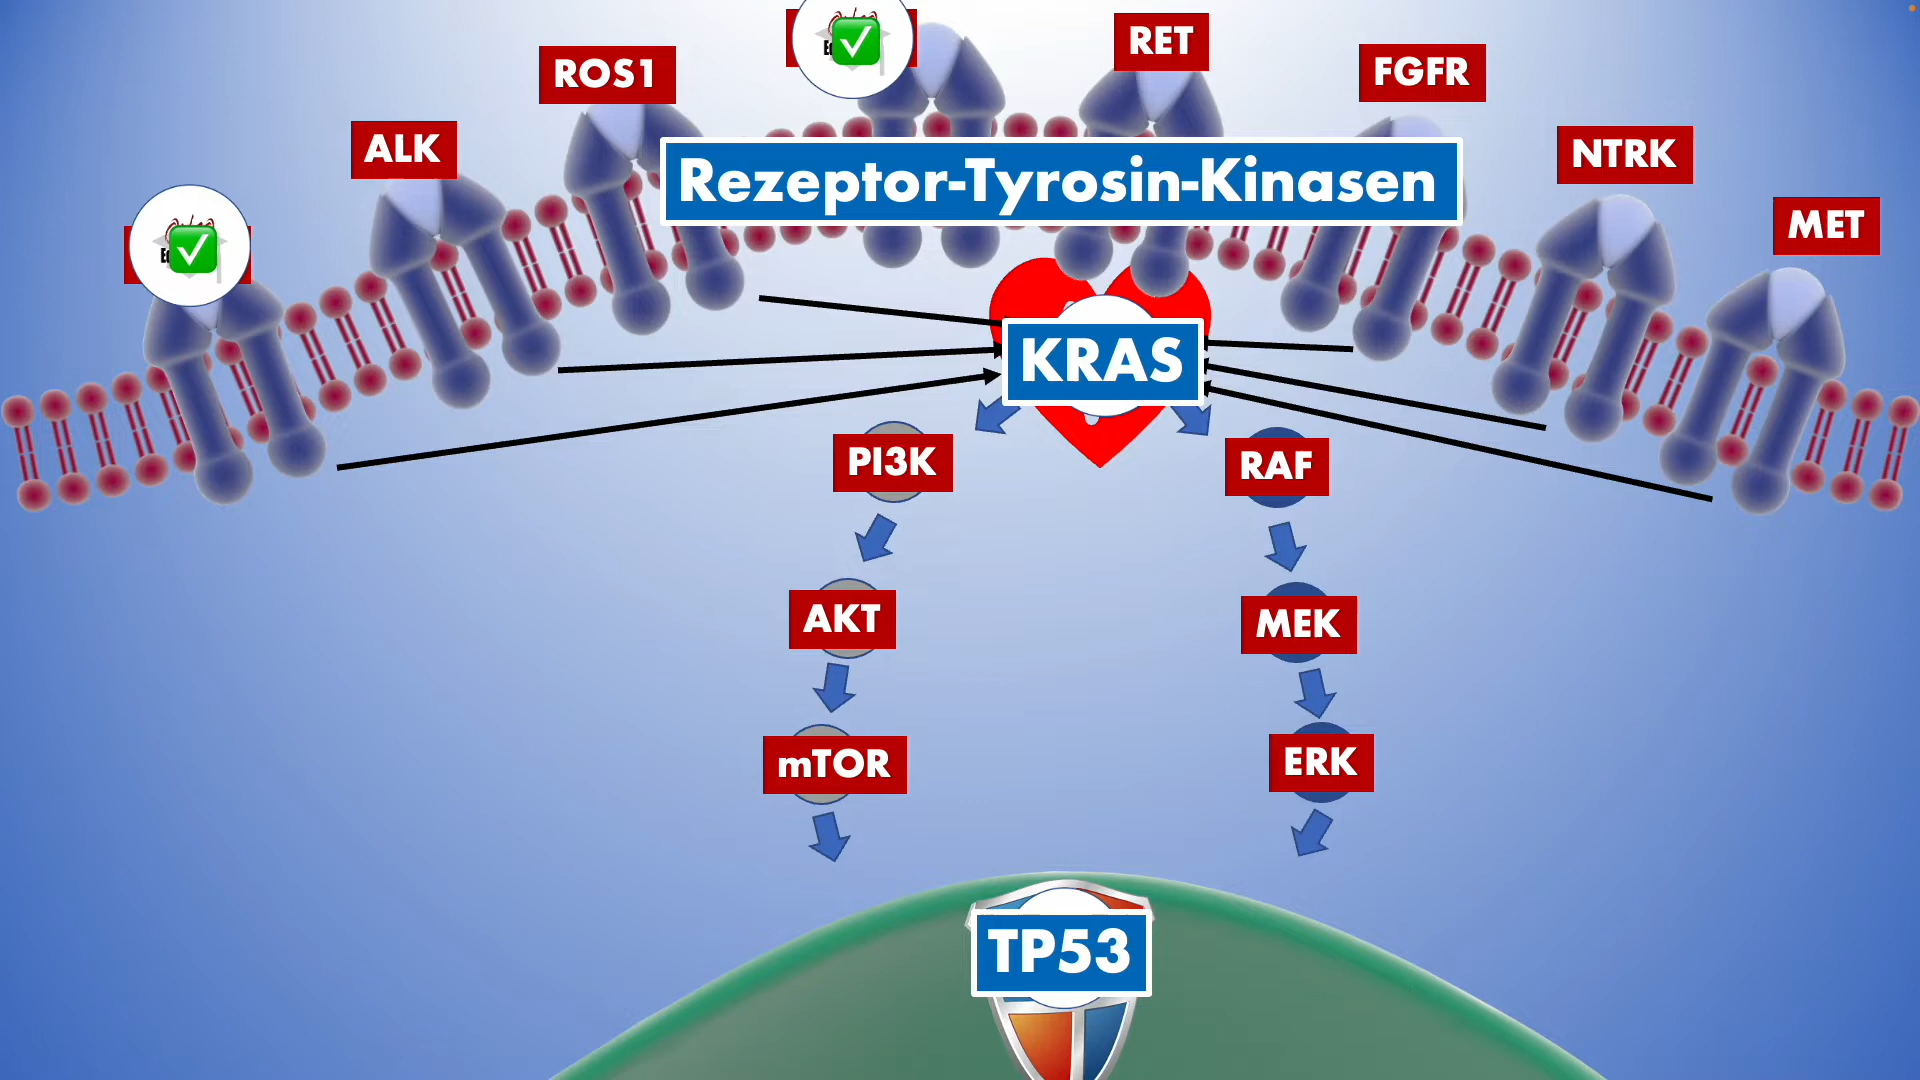 RET
ROS1
FGFR
ALK
NTRK
Rezeptor-Tyrosin-Kinasen
MET
KRAS
PI3K
RAF
AKT
MEK
mTOR
ERK
TP53